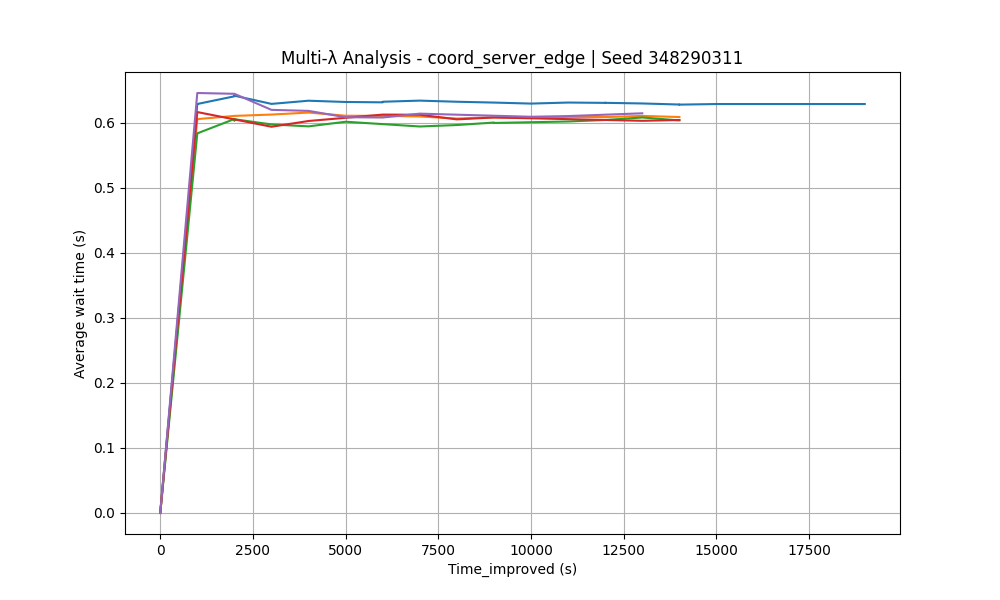 Multi-λ Analysis - coord_server_edge | Seed 348290311
Average wait time (s)
0.6
0.5
0.4
0.3
0.2
0.1
0.0
0 2500 5000 7500 10000 12500 15000 17500
Time_improved (s)